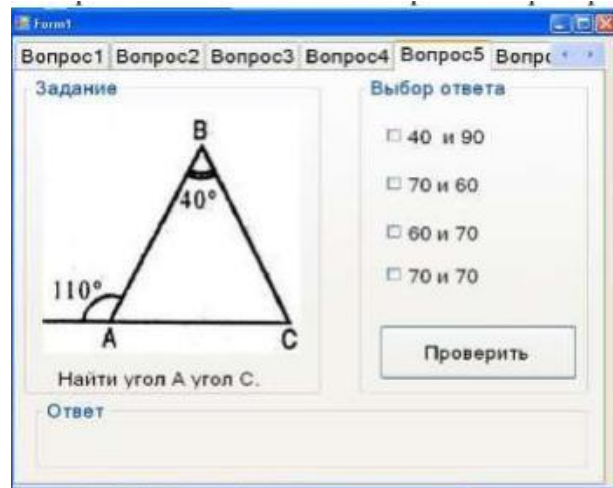 Form1
Вопрос1 Вопрос2 Вопрос3 Вопрос4 Вопрос5
Задание
B
40°
110°
A
C
Найти угол А угол С.
Выбор ответа
40 и 90
70 и 60
60 и 70
70 и 70
Проверить
Ответ